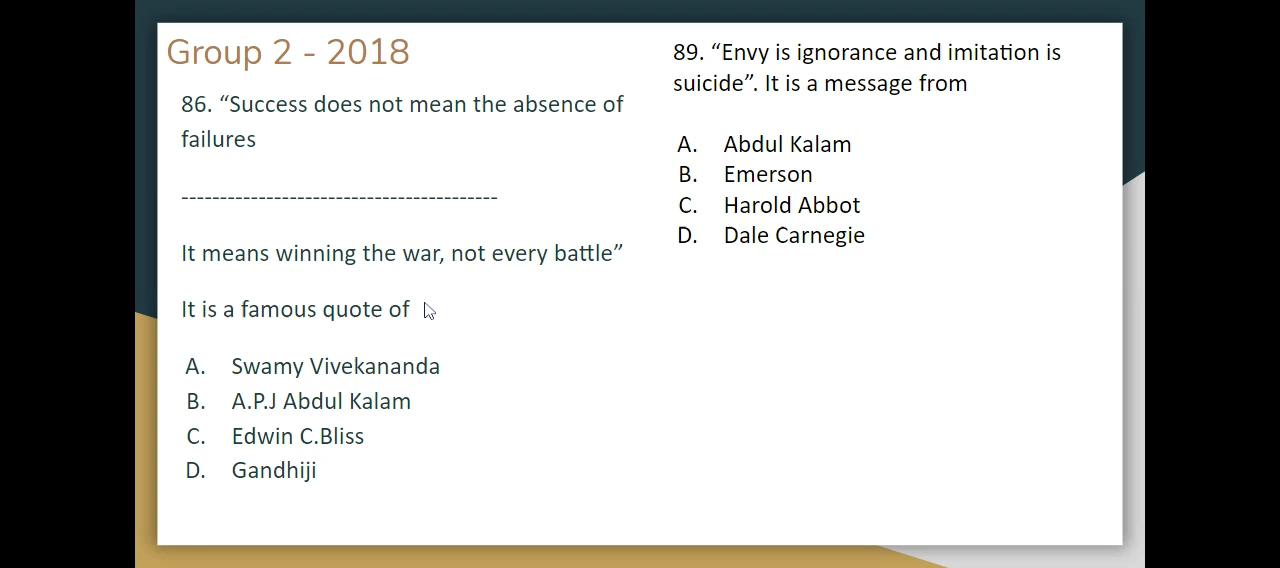 Group 2 - 2018
86. “Success does not mean the absence of
failures
-----------------------------------------
It means winning the war, not every battle”
It is a famous quote of
A. Swamy Vivekananda
B. A.P.J Abdul Kalam
C. Edwin C.Bliss
D. Gandhiji
89. “Envy is ignorance and imitation is
suicide”. It is a message from
A. Abdul Kalam
B. Emerson
C. Harold Abbot
D. Dale Carnegie